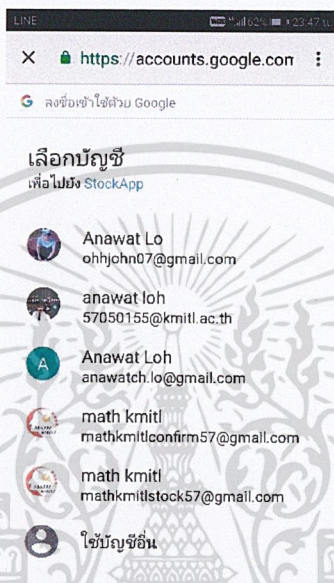 LINE 62% 23:47 น.
https://accounts.google.com
G ลงชื่อเข้าใช้ด้วย Google
เลือกบัญชี
เพื่อไปยัง StockApp
Anawat Lo
ohhjohn07@gmail.com
anawat loh
57050155@kmitl.ac.th
A
Anawat Loh
anawatch.lo@gmail.com
math kmitl
mathkmitlconfirm57@gmail.com
math kmitl
mathkmitlstock57@gmail.com
ใช้บัญชีอื่น